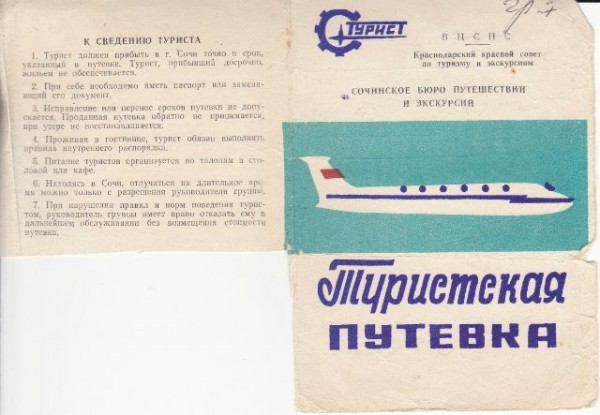 К СВЕДЕНИЮ ТУРИСТА
1. Турист должен прибыть в г. Сочи точно в срок,
указанный в путевке. Турист, прибывший досрочно,
жильем не обеспечивается.
2. При себе необходимо иметь паспорт или заменя-
ющий его документ.
3. Исправление или перенос сроков путевки не допу-
скается. Проданная путевка обратно не принимается,
при утере не восстанавливается.
4. Проживая в гостинице, турист обязан выполнять
правила внутреннего распорядка.
5. Питание туристов организуется по талонам в сто-
ловой или кафе.
6. Находясь в Сочи, отлучаться на длительное вре-
мя можно только с разрешения руководителя группы.
7. При нарушении правил и норм поведения турис-
том, руководитель группы имеет право отказать ему в
дальнейшем обслуживании без возмещения стоимости
путевки.
ТУРИСТ
ВЦСПС
Краснодарский краевой совет
по туризму и экскурсиям
СОЧИНСКОЕ БЮРО ПУТЕШЕСТВИЙ
И ЭКСКУРСИЙ
Туристская
ПУТЕВКА